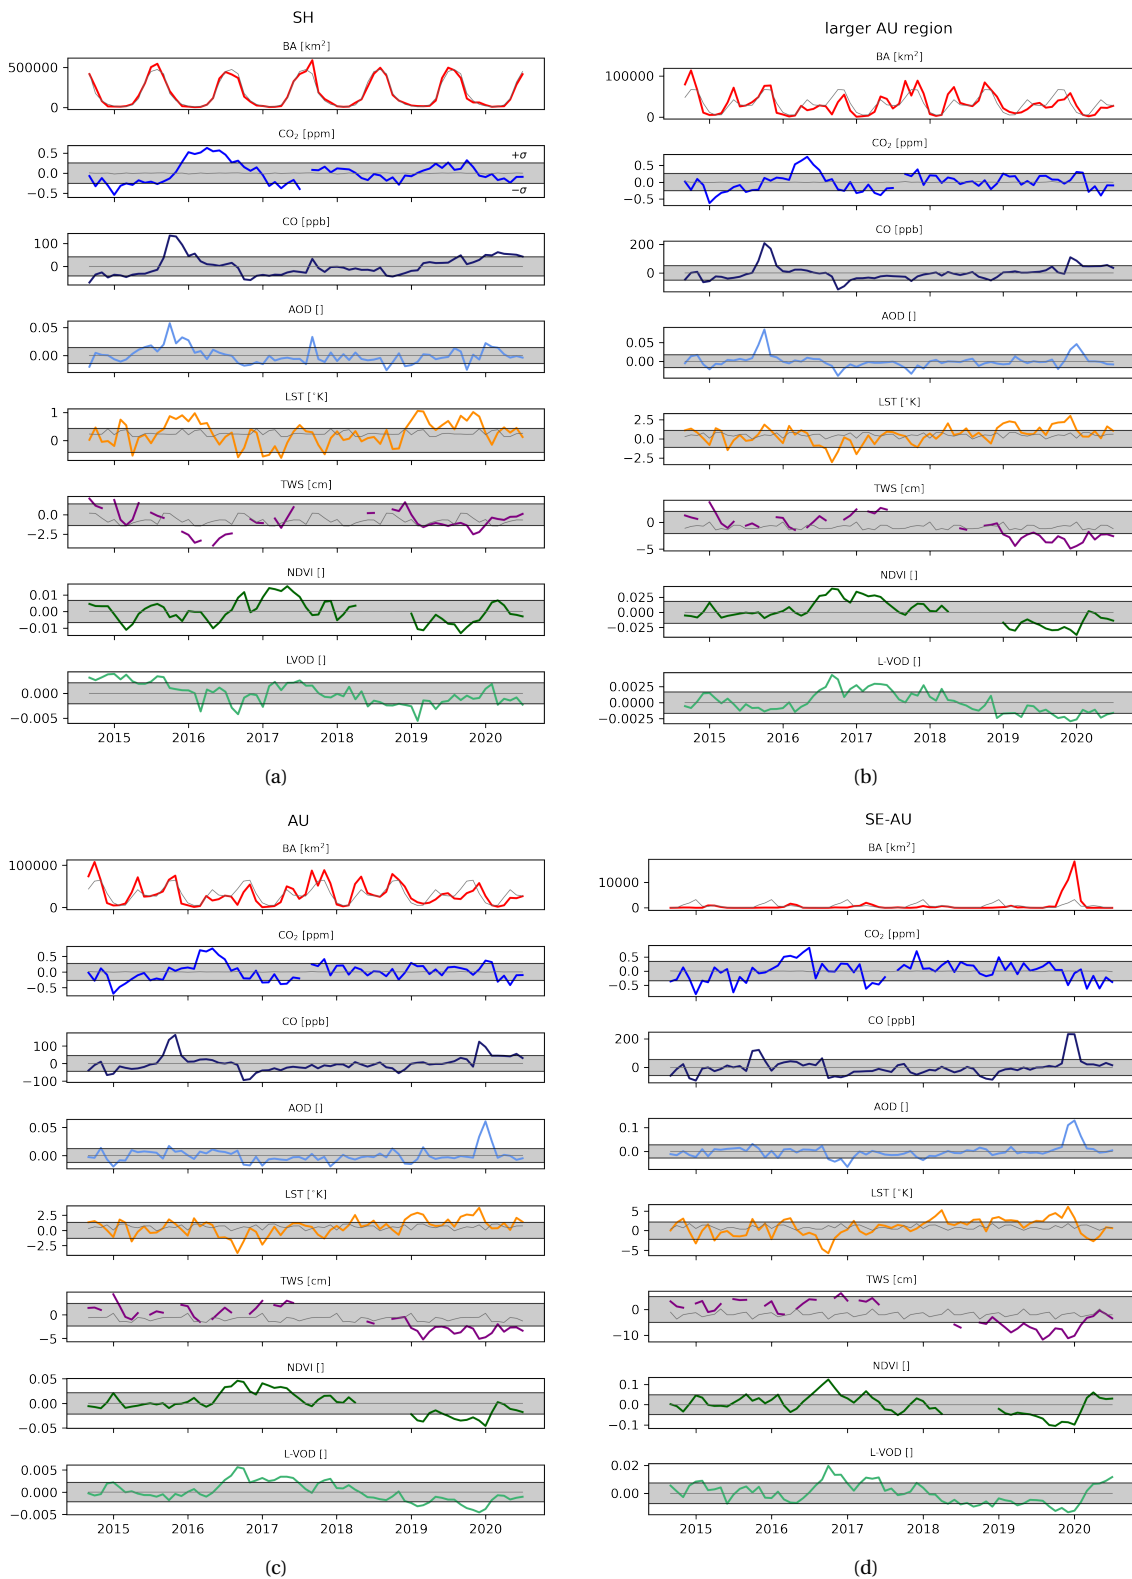 SH
BA [km²]
500000
0
CO₂ [ppm]
0.5
+σ
0.0
−σ
−0.5
CO [ppb]
100
0
AOD []
0.05
0.00
LST [°K]
1
0
TWS [cm]
0.0
−2.5
NDVI []
0.01
0.00
−0.01
LVOD []
0.000
−0.005
2015 2016 2017 2018 2019 2020
(a)
larger AU region
BA [km²]
100000
0
CO₂ [ppm]
0.5
0.0
−0.5
CO [ppb]
200
0
AOD []
0.05
0.00
LST [°K]
2.5
0.0
−2.5
TWS [cm]
0
−5
NDVI []
0.025
0.000
−0.025
L-VOD []
0.0025
0.0000
−0.0025
2015 2016 2017 2018 2019 2020
(b)
AU
BA [km²]
100000
0
CO₂ [ppm]
0.5
0.0
−0.5
CO [ppb]
100
0
−100
AOD []
0.05
0.00
LST [°K]
2.5
0.0
−2.5
TWS [cm]
0
−5
NDVI []
0.05
0.00
−0.05
L-VOD []
0.005
0.000
−0.005
2015 2016 2017 2018 2019 2020
(c)
SE-AU
BA [km²]
10000
0
CO₂ [ppm]
0.5
0.0
−0.5
CO [ppb]
200
0
AOD []
0.1
0.0
LST [°K]
5
0
−5
TWS [cm]
0
−10
NDVI []
0.1
0.0
−0.1
L-VOD []
0.02
0.00
2015 2016 2017 2018 2019 2020
(d)